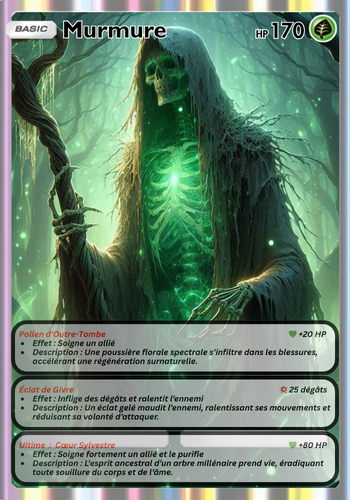 BASIC Murmure HP 170
Pollen d'Outre-Tombe +20 HP
• Effet : Soigne un allié
• Description : Une poussière florale spectrale s'infiltre dans les blessures,
accélérant une régénération surnaturelle.
Éclat de Givre 25 dégâts
• Effet : Inflige des dégâts et ralentit l'ennemi
• Description : Un éclat gelé maudit l'ennemi, ralentissant ses mouvements et
réduisant sa volonté d'attaquer.
Ultime : Cœur Sylvestre +80 HP
• Effet : Soigne fortement un allié et le purifie
• Description : L'esprit ancestral d'un arbre millénaire prend vie, éradiquant
toute souillure du corps et de l'âme.